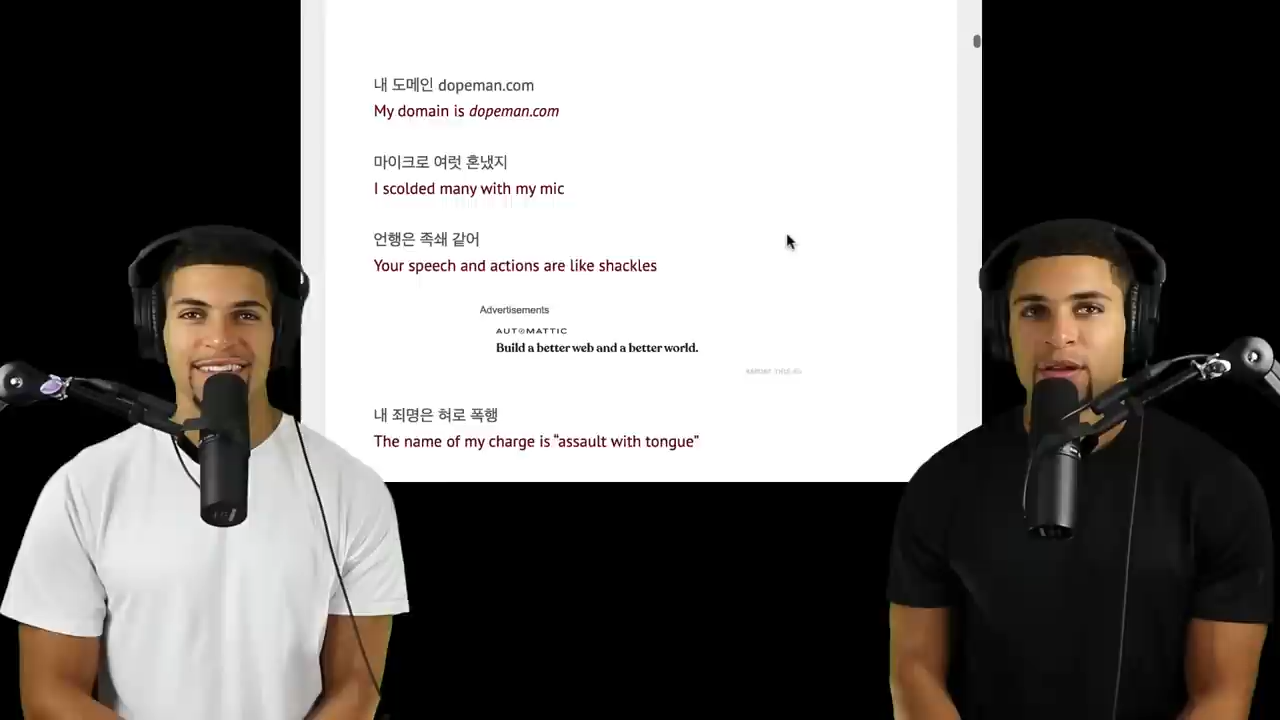 내 도메인 dopeman.com
My domain is dopeman.com
마이크로 여럿 혼냈지
I scolded many with my mic
언행은 족쇄 같어
Your speech and actions are like shackles
Advertisements
AUTOMATTIC
Build a better web and a better world.
내 죄명은 혀로 폭행
The name of my charge is “assault with tongue”